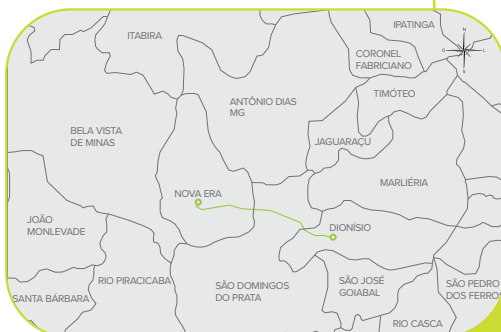 IPATINGA
ITABIRA
N
O
L
S
CORONEL
FABRICIANO
TIMÓTEO
ANTÔNIO DIAS
MG
BELA VISTA
DE MINAS
JAGUARAÇU
MARLIÉRIA
NOVA ERA
JOÃO
MONLEVADE
DIONÍSIO
RIO PIRACICABA
SÃO DOMINGOS
DO PRATA
SÃO JOSÉ
GOIABAL
SÃO PEDRO
DOS FERROS
SANTA BÁRBARA
RIO CASCA